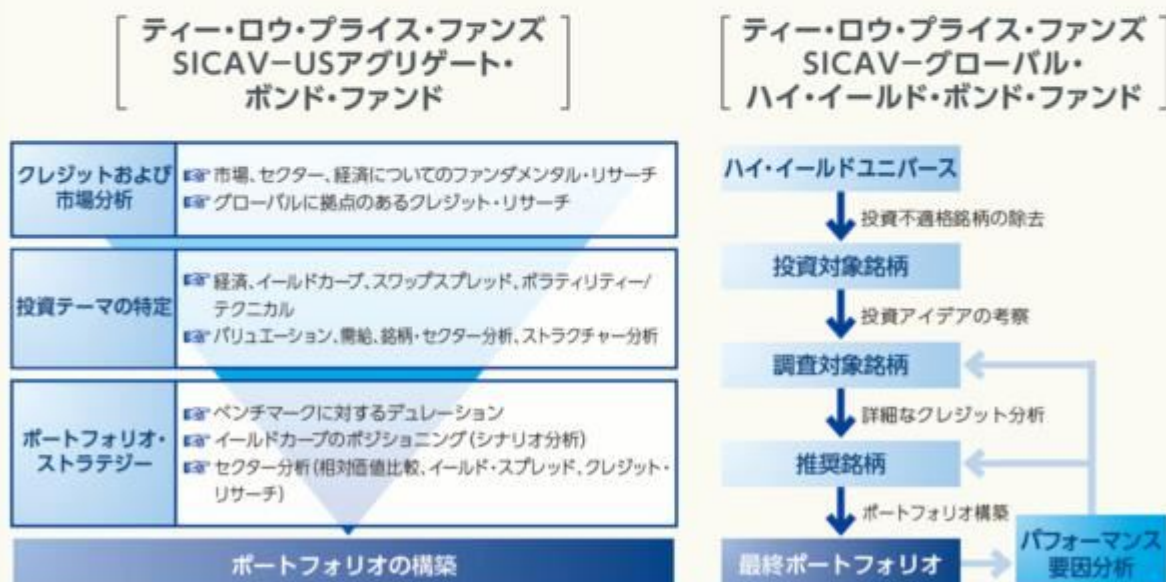 ティー・ロウ・プライス・ファンズ
SICAV−USアグリゲート・
ボンド・ファンド
クレジットおよび
市場分析
☞ 市場、セクター、経済についてのファンダメンタル・リサーチ
☞ グローバルに拠点のあるクレジット・リサーチ
投資テーマの特定
☞ 経済、イールドカーブ、スワップスプレッド、ボラティリティー/
テクニカル
☞ バリュエーション、需給、銘柄・セクター分析、ストラクチャー分析
ポートフォリオ・
ストラテジー
☞ ベンチマークに対するデュレーション
☞ イールドカーブのポジショニング(シナリオ分析)
☞ セクター分析(相対価値比較、イールド・スプレッド、クレジット・
リサーチ)
ポートフォリオの構築
ティー・ロウ・プライス・ファンズ
SICAV−グローバル・
ハイ・イールド・ボンド・ファンド
ハイ・イールドユニバース
投資不適格銘柄の除去
投資対象銘柄
投資アイデアの考察
調査対象銘柄
詳細なクレジット分析
推奨銘柄
ポートフォリオ構築
最終ポートフォリオ
パフォーマンス
要因分析